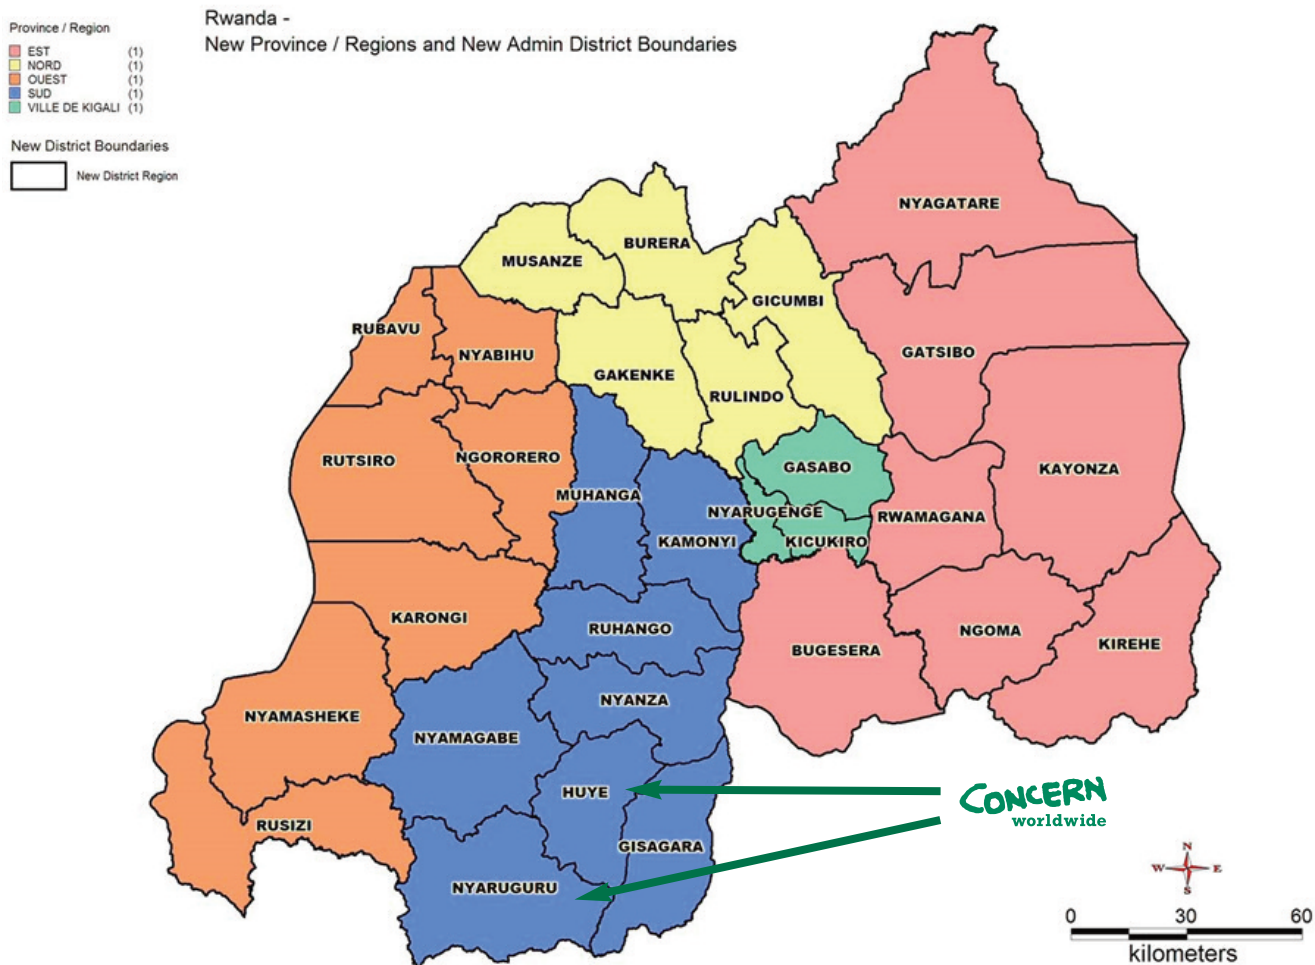 Rwanda -
New Province / Regions and New Admin District Boundaries
Province / Region
EST (1)
NORD (1)
OUEST (1)
SUD (1)
VILLE DE KIGALI (1)
New District Boundaries
New District Region
NYAGATARE
BURERA
MUSANZE
GICUMBI
RUBAVU
NYABIHU
GATSIBO
GAKENKE
RULINDO
RUTSIRO
NGORORERO
GASABO
KAYONZA
MUHANGA
NYARUGENGE
RWAMAGANA
KAMONYI
KICUKIRO
KARONGI
RUHANGO
NGOMA
BUGESERA
KIREHE
NYANZA
NYAMASHEKE
NYAMAGABE
HUYE
CONCERN
worldwide
RUSIZI
GISAGARA
NYARUGURU
N
W E
S
0 30 60
kilometers